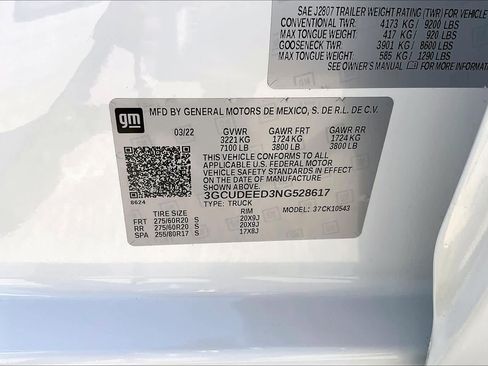 SAE J2807 TRAILER WEIGHT RATING (TWR) FOR VEHICLE
CONVENTIONAL TWR: 4173 KG / 9200 LBS
MAX TONGUE WEIGHT: 417 KG / 920 LBS
GOOSENECK TWR: 3901 KG / 8600 LBS
MAX TONGUE WEIGHT: 585 KG / 1290 LBS
SEE OWNER'S MANUAL FOR MORE INFORMATION
gm
MFD BY GENERAL MOTORS DE MEXICO, S. DE R.L. DE C.V.
03/22 GVWR GAWR FRT GAWR RR
3221 KG 1724 KG 1724 KG
7100 LB 3800 LB 3800 LB
THIS VEHICLE CONFORMS TO ALL APPLICABLE U.S. FEDERAL MOTOR
VEHICLE SAFETY STANDARDS IN EFFECT ON THE DATE OF MANUFACTURE
SHOWN ABOVE.
3GCUDEED3NG528617
8624 TYPE: TRUCK
MODEL: 37CK10543
TIRE SIZE RIM
FRT 275/60R20 S 20X9J
RR 275/60R20 S 20X9J
SPA 255/80R17 S 17X8J